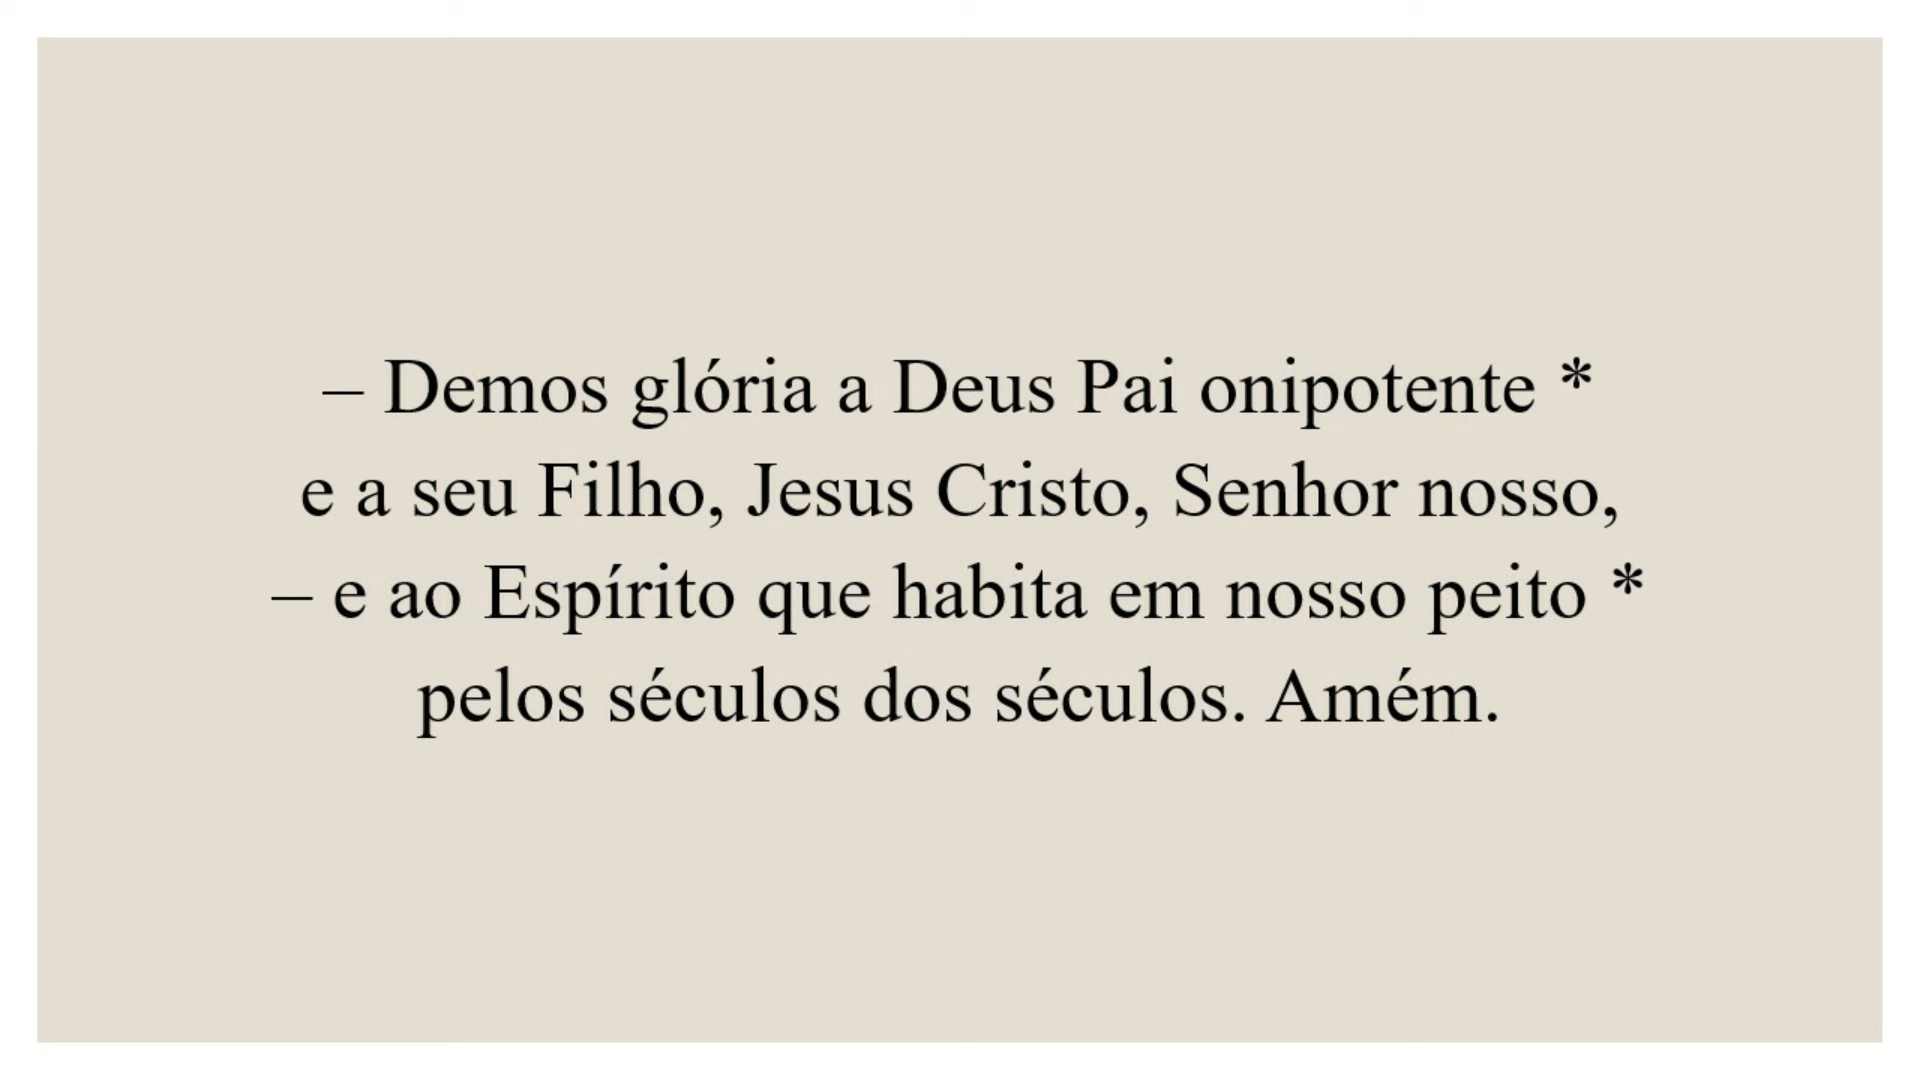 – Demos glória a Deus Pai onipotente *
e a seu Filho, Jesus Cristo, Senhor nosso,
– e ao Espírito que habita em nosso peito *
pelos séculos dos séculos. Amém.